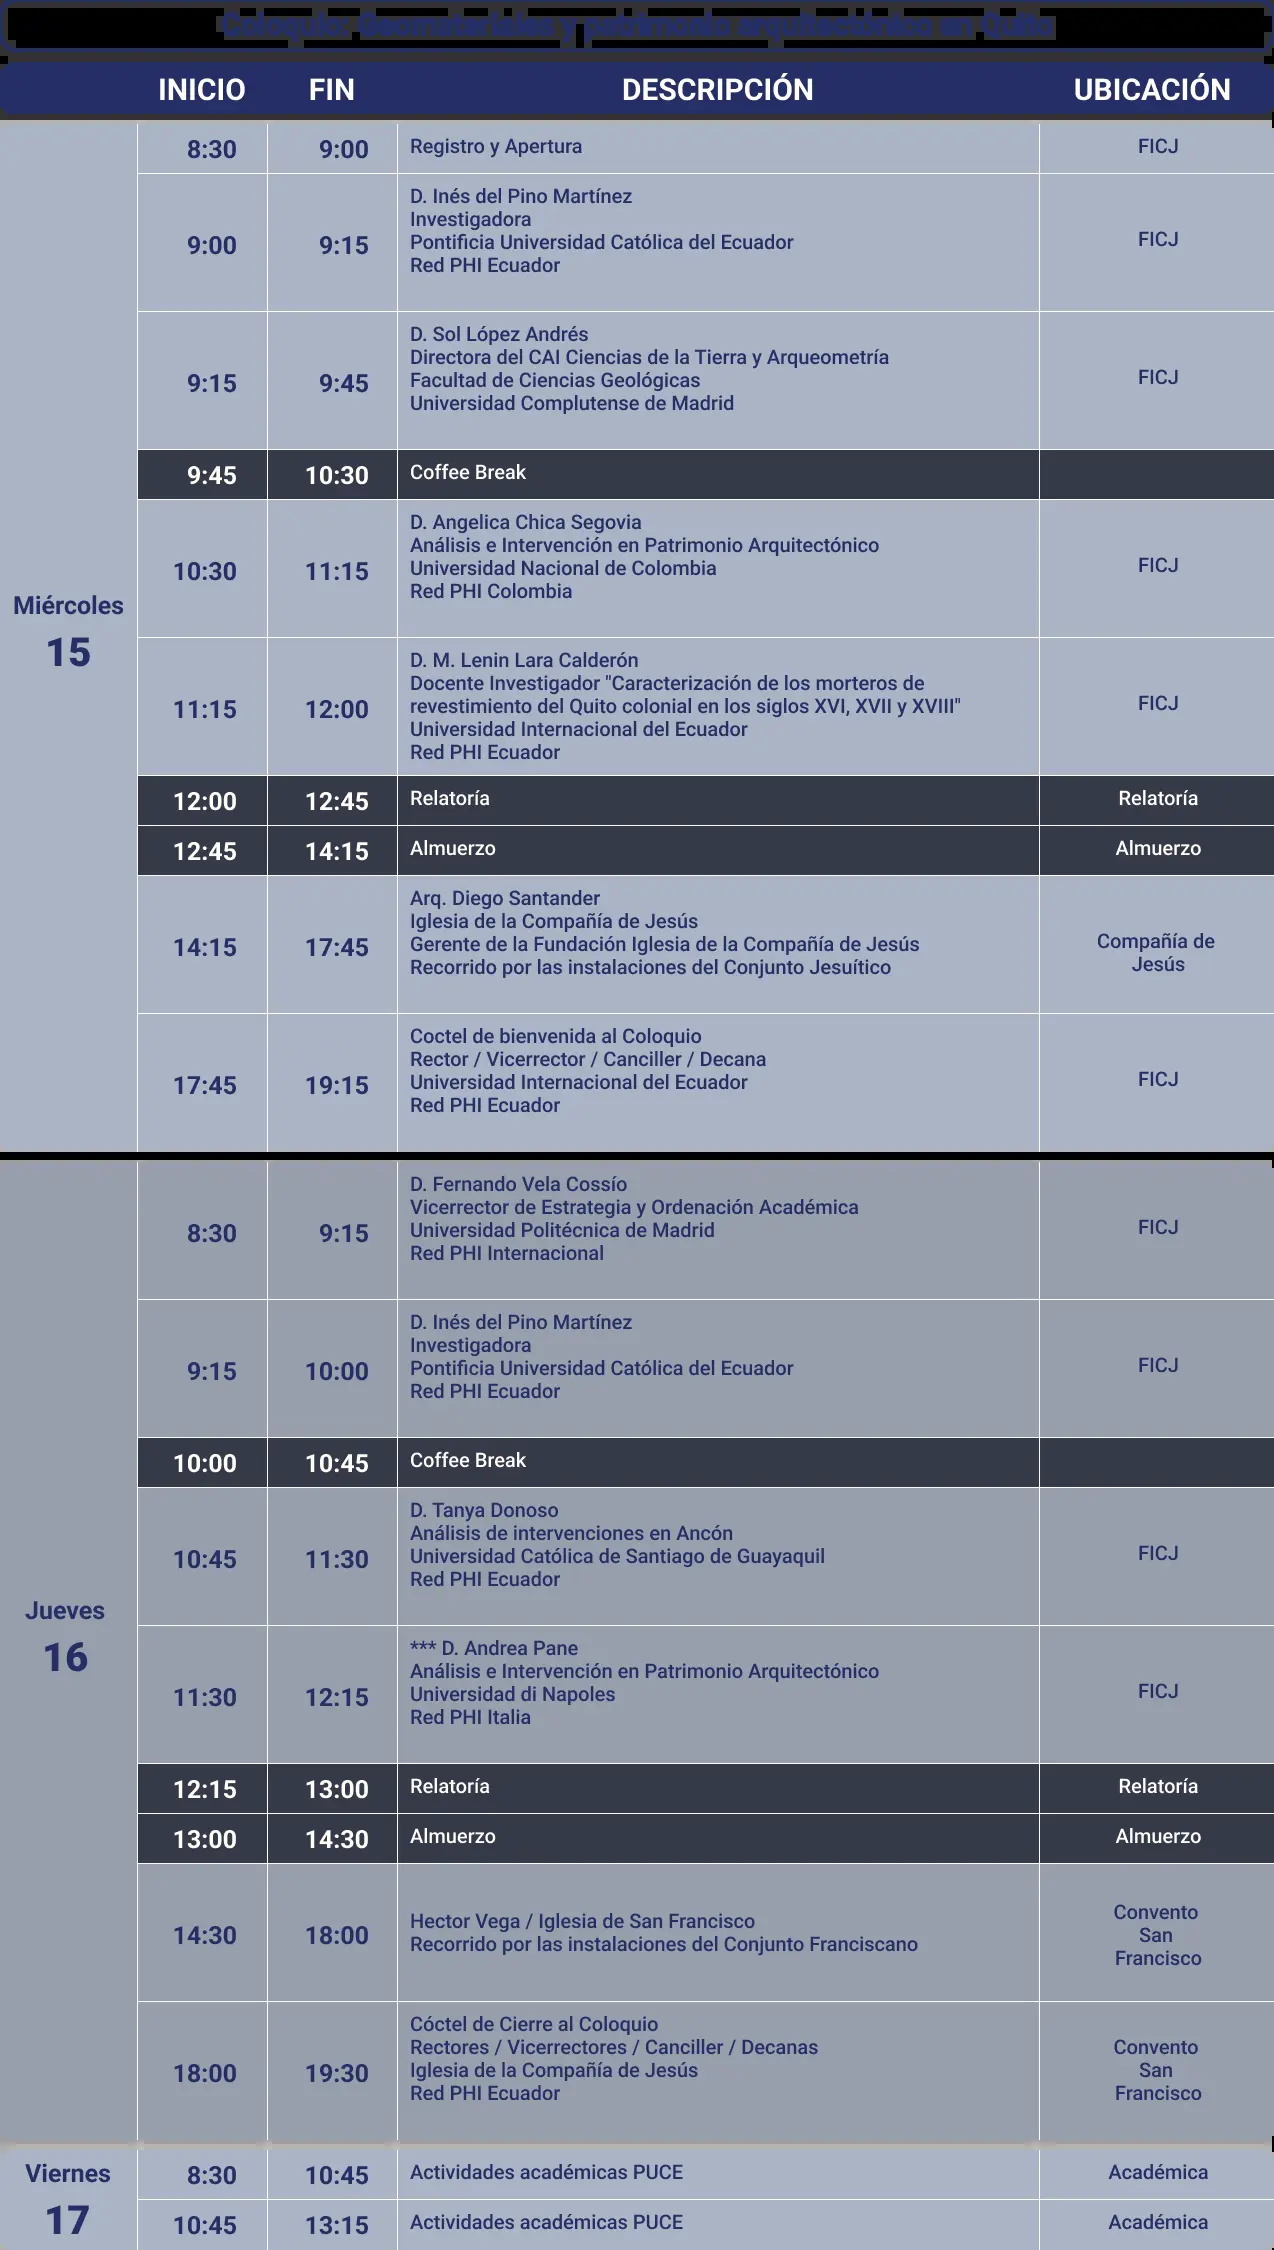 Coloquio: Geomateriales y patrimonio arquitectónico en Quito
INICIO FIN DESCRIPCIÓN UBICACIÓN
Miércoles
15
8:30 9:00 Registro y Apertura FICJ
9:00 9:15 D. Inés del Pino Martínez
Investigadora
Pontificia Universidad Católica del Ecuador
Red PHI Ecuador
FICJ
9:15 9:45 D. Sol López Andrés
Directora del CAI Ciencias de la Tierra y Arqueometría
Facultad de Ciencias Geológicas
Universidad Complutense de Madrid
FICJ
9:45 10:30 Coffee Break
10:30 11:15 D. Angelica Chica Segovia
Análisis e Intervención en Patrimonio Arquitectónico
Universidad Nacional de Colombia
Red PHI Colombia
FICJ
11:15 12:00 D. M. Lenin Lara Calderón
Docente Investigador "Caracterización de los morteros de
revestimiento del Quito colonial en los siglos XVI, XVII y XVIII"
Universidad Internacional del Ecuador
Red PHI Ecuador
FICJ
12:00 12:45 Relatoría Relatoría
12:45 14:15 Almuerzo Almuerzo
14:15 17:45 Arq. Diego Santander
Iglesia de la Compañía de Jesús
Gerente de la Fundación Iglesia de la Compañía de Jesús
Recorrido por las instalaciones del Conjunto Jesuítico
Compañía de
Jesús
17:45 19:15 Coctel de bienvenida al Coloquio
Rector / Vicerrector / Canciller / Decana
Universidad Internacional del Ecuador
Red PHI Ecuador
FICJ
Jueves
16
8:30 9:15 D. Fernando Vela Cossío
Vicerrector de Estrategia y Ordenación Académica
Universidad Politécnica de Madrid
Red PHI Internacional
FICJ
9:15 10:00 D. Inés del Pino Martínez
Investigadora
Pontificia Universidad Católica del Ecuador
Red PHI Ecuador
FICJ
10:00 10:45 Coffee Break
10:45 11:30 D. Tanya Donoso
Análisis de intervenciones en Ancón
Universidad Católica de Santiago de Guayaquil
Red PHI Ecuador
FICJ
11:30 12:15 *** D. Andrea Pane
Análisis e Intervención en Patrimonio Arquitectónico
Universidad di Napoles
Red PHI Italia
FICJ
12:15 13:00 Relatoría Relatoría
13:00 14:30 Almuerzo Almuerzo
14:30 18:00 Hector Vega / Iglesia de San Francisco
Recorrido por las instalaciones del Conjunto Franciscano
Convento
San
Francisco
18:00 19:30 Cóctel de Cierre al Coloquio
Rectores / Vicerrectores / Canciller / Decanas
Iglesia de la Compañía de Jesús
Red PHI Ecuador
Convento
San
Francisco
Viernes
17
8:30 10:45 Actividades académicas PUCE Académica
10:45 13:15 Actividades académicas PUCE Académica